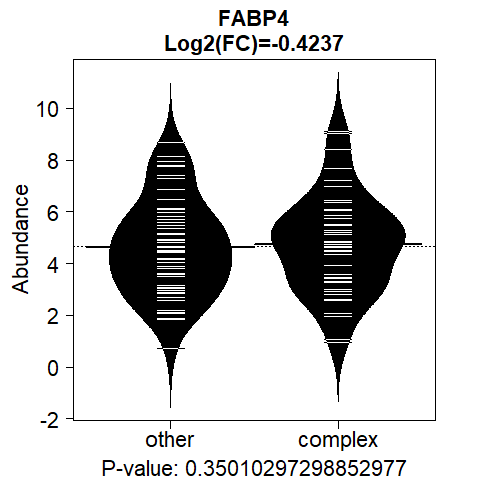 FABP4
Log2(FC)=-0.4237
Abundance
10
8
6
4
2
0
-2
other complex
P-value: 0.35010297298852977